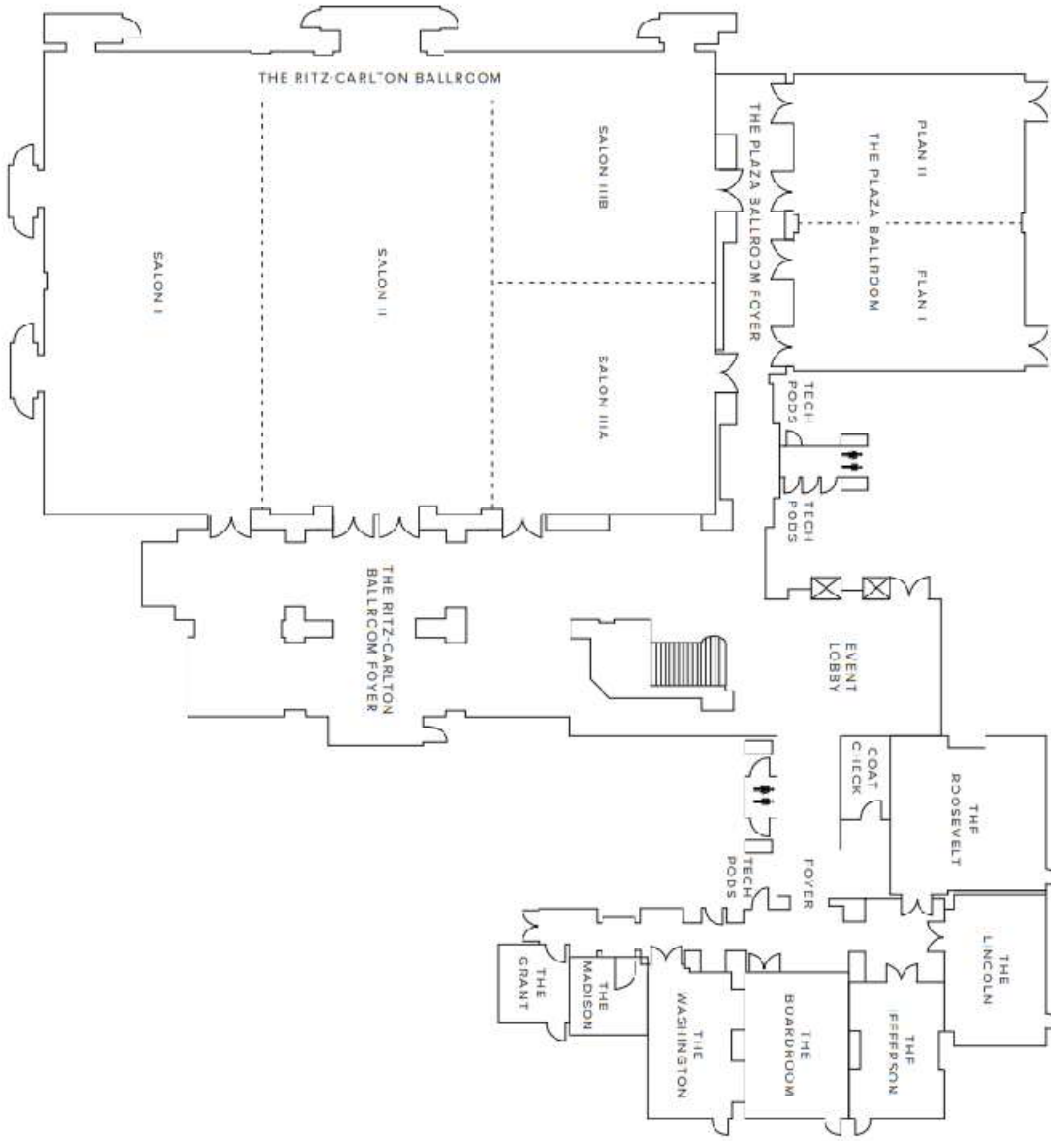 THE RITZ-CARLTON BALLROOM
SALON I
SALON II
SALON IIIB
SALON IIIA
THE PLAZA BALLROOM FOYER
PLAN II
THE PLAZA BALLROOM
PLAN I
TECH
PODS
TECH
PODS
THE RITZ-CARLTON
BALLROOM FOYER
EVENT
LOBBY
COAT
CHECK
THE
ROOSEVELT
TECH
PODS
FOYER
THE
LINCOLN
THE
GRANT
THE
MADISON
THE
WASHINGTON
THE
BOARDROOM
THE
JEFFERSON